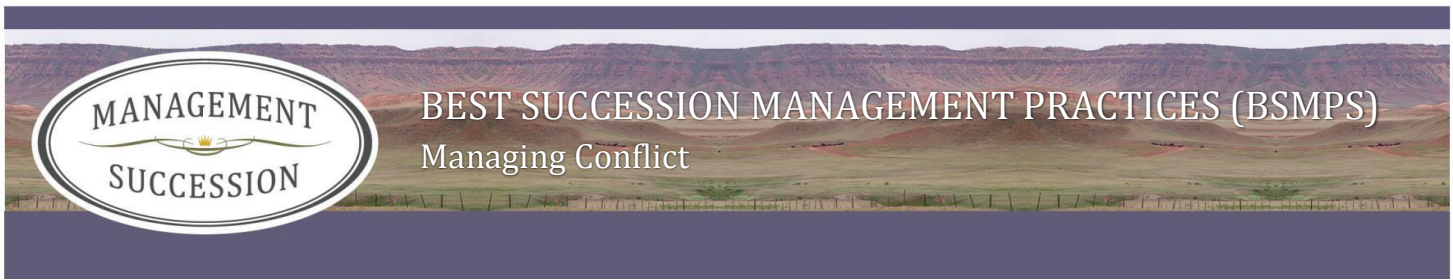 MANAGEMENT
SUCCESSION
BEST SUCCESSION MANAGEMENT PRACTICES (BSMPS)
Managing Conflict